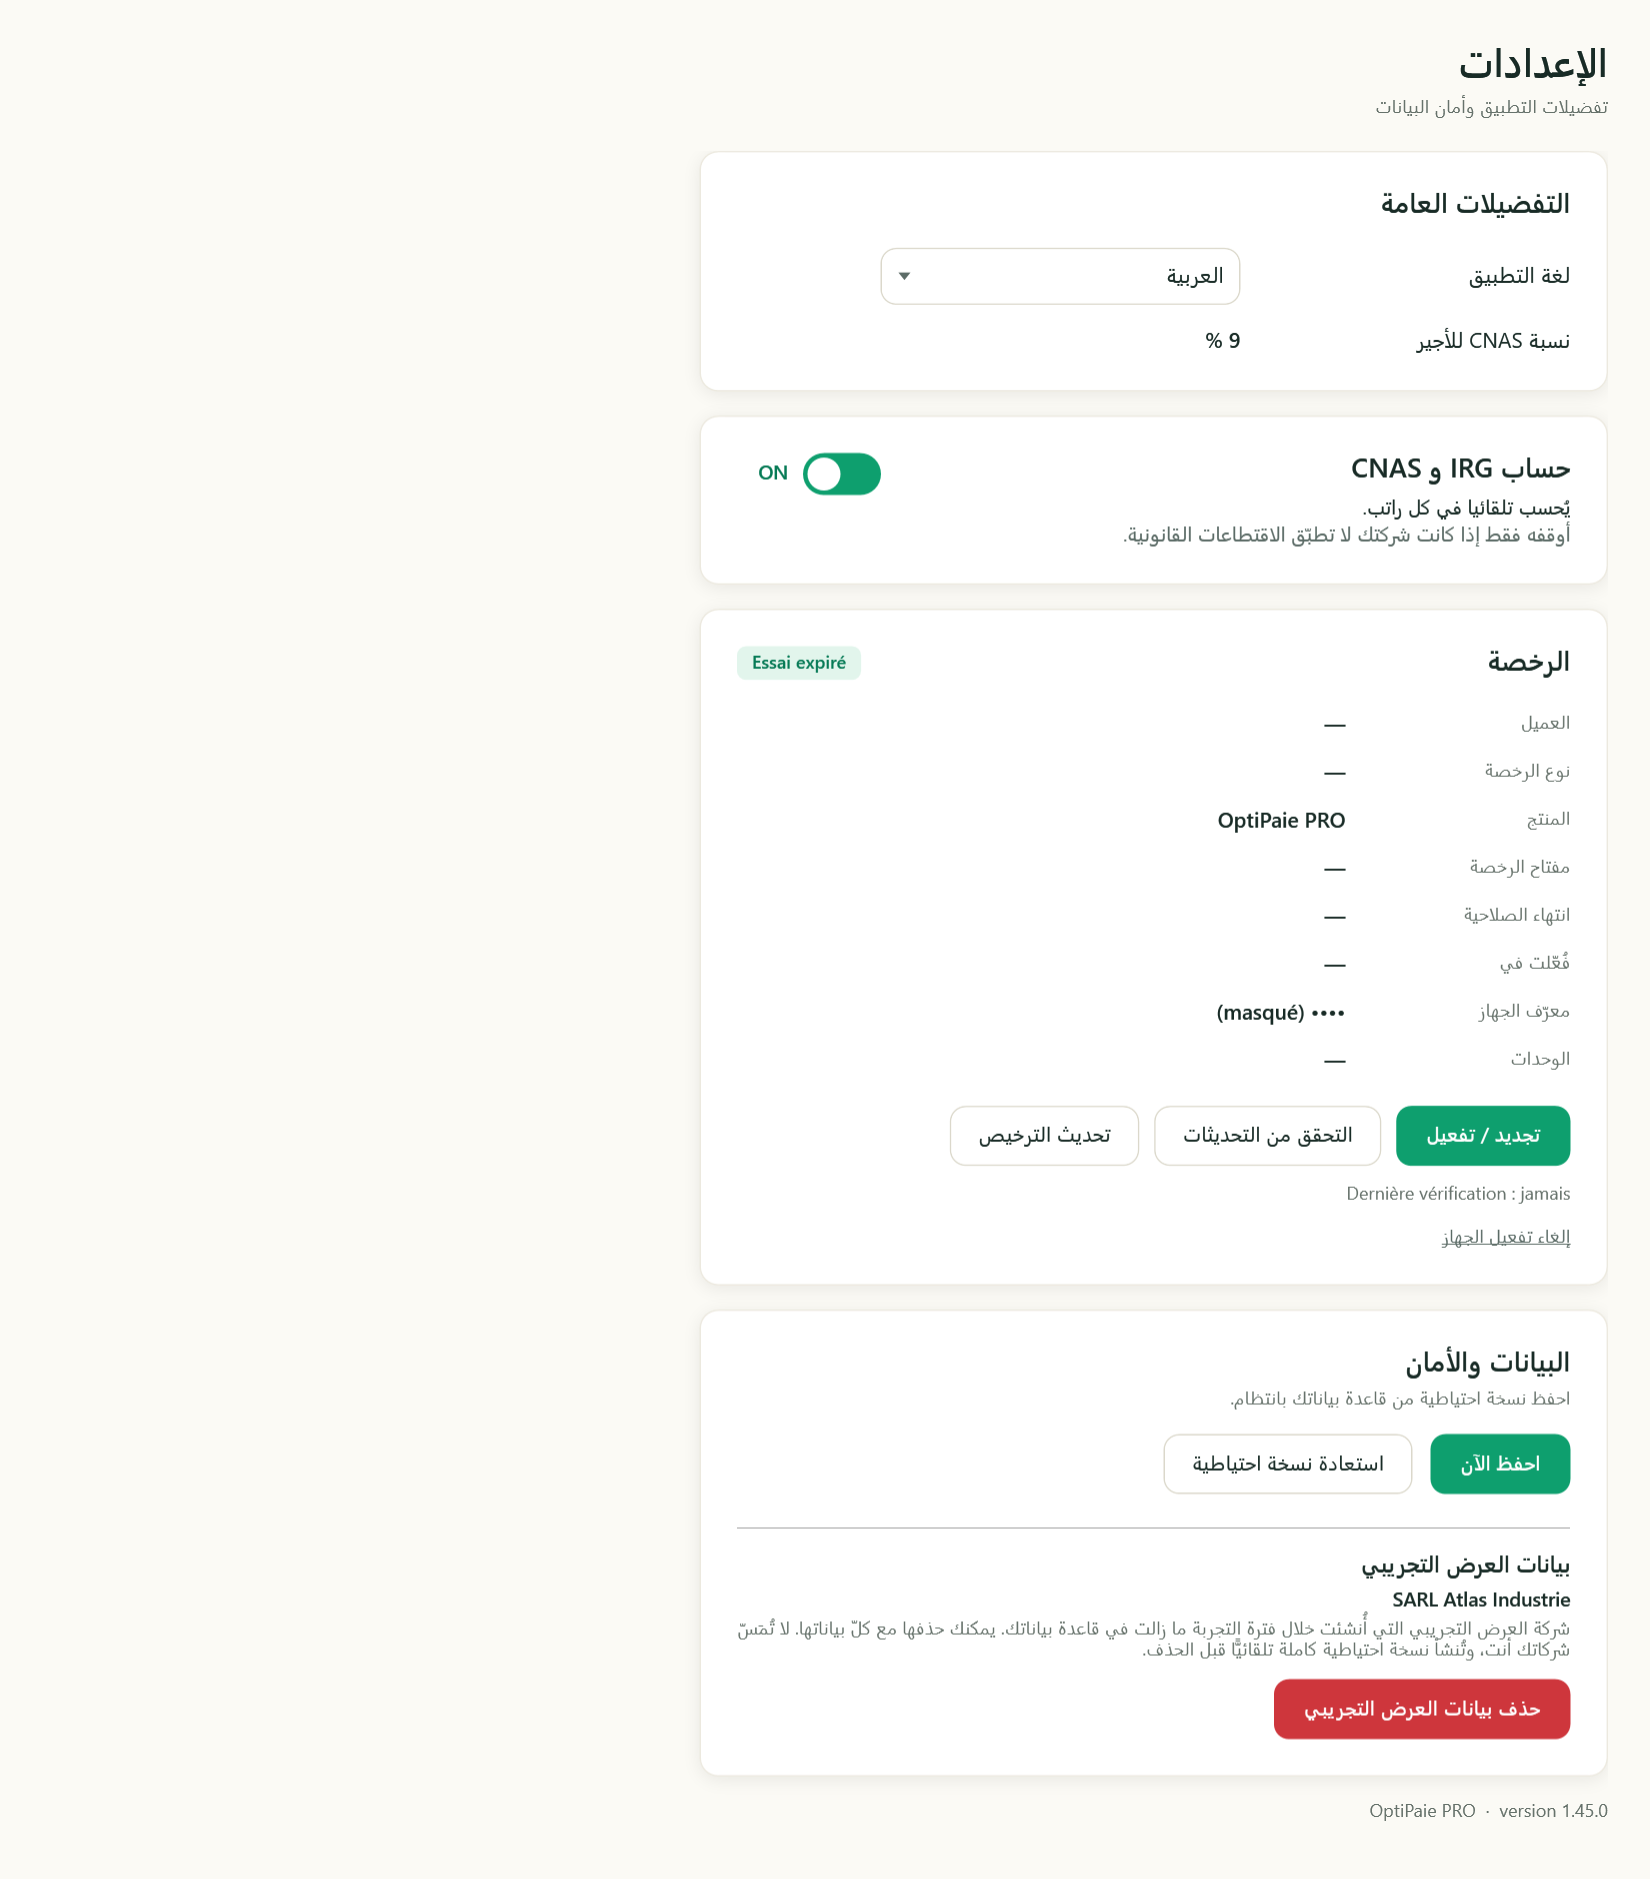 الإعدادات
تفضيلات التطبيق وأمان البيانات
التفضيلات العامة
لغة التطبيق
العربية
نسبة CNAS للأجير
9 %
حساب IRG و CNAS
ON
يُحسب تلقائيا في كل راتب.
أوقفه فقط إذا كانت شركتك لا تطبّق الاقتطاعات القانونية.
الرخصة
Essai expiré
العميل
—
نوع الرخصة
—
المنتج
OptiPaie PRO
مفتاح الرخصة
—
انتهاء الصلاحية
—
فُعّلت في
—
معرّف الجهاز
•••• (masqué)
الوحدات
—
تجديد / تفعيل
التحقق من التحديثات
تحديث الترخيص
Dernière vérification : jamais
إلغاء تفعيل الجهاز
البيانات والأمان
احفظ نسخة احتياطية من قاعدة بياناتك بانتظام.
احفظ الآن
استعادة نسخة احتياطية
بيانات العرض التجريبي
SARL Atlas Industrie
شركة العرض التجريبي التي أُنشئت خلال فترة التجربة ما زالت في قاعدة بياناتك. يمكنك حذفها مع كلّ بياناتها. لا تُمَسّ
شركاتك أنت، وتُنشأ نسخة احتياطية كاملة تلقائيًّا قبل الحذف.
حذف بيانات العرض التجريبي
OptiPaie PRO · version 1.45.0